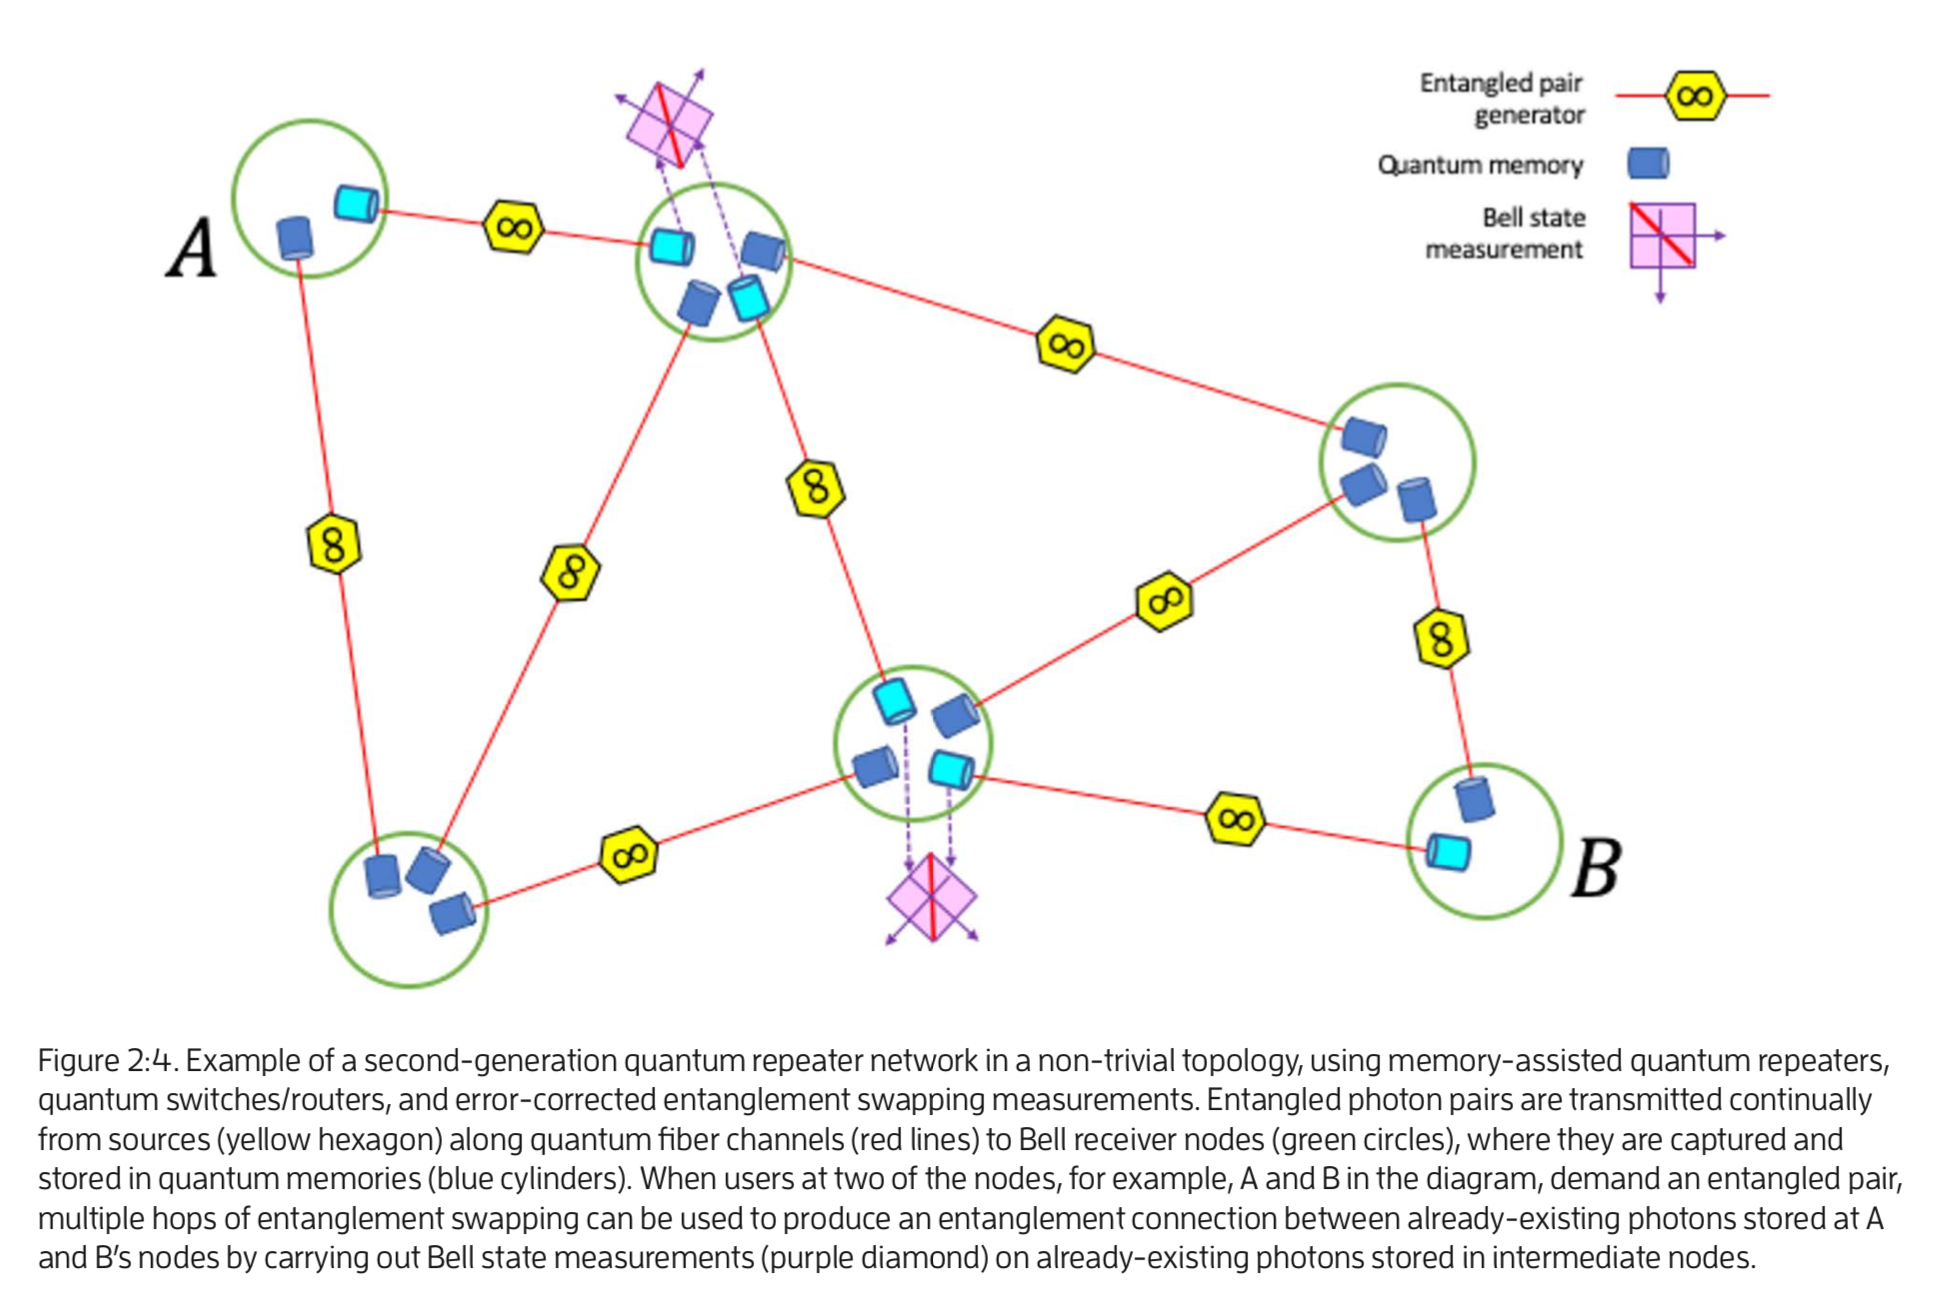 Entangled pair
generator
∞
Quantum memory
Bell state
measurement
A
∞
∞
∞
∞
∞
∞
∞
∞
∞
B
Figure 2:4. Example of a second-generation quantum repeater network in a non-trivial topology, using memory-assisted quantum repeaters,
quantum switches/routers, and error-corrected entanglement swapping measurements. Entangled photon pairs are transmitted continually
from sources (yellow hexagon) along quantum fiber channels (red lines) to Bell receiver nodes (green circles), where they are captured and
stored in quantum memories (blue cylinders). When users at two of the nodes, for example, A and B in the diagram, demand an entangled pair,
multiple hops of entanglement swapping can be used to produce an entanglement connection between already-existing photons stored at A
and B’s nodes by carrying out Bell state measurements (purple diamond) on already-existing photons stored in intermediate nodes.